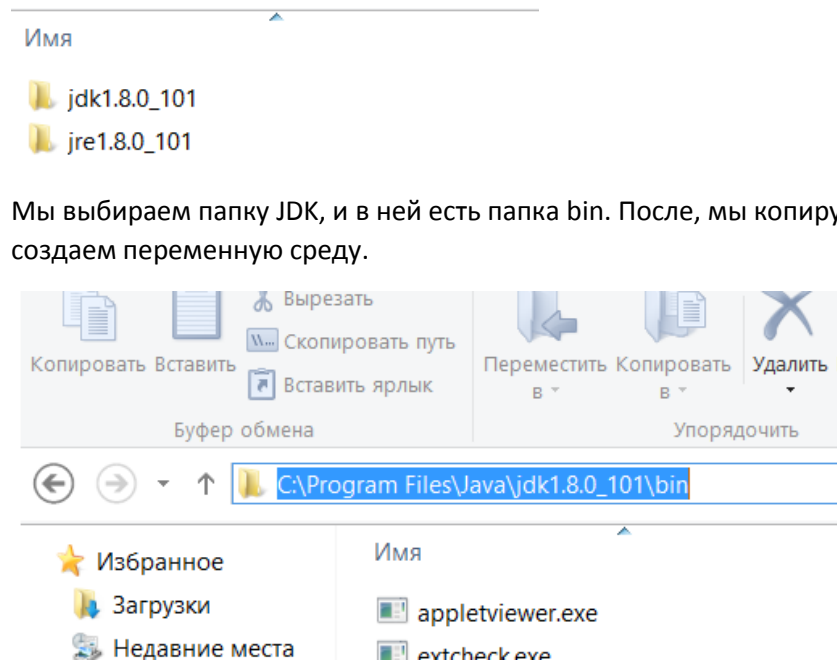 Имя
jdk1.8.0_101
jre1.8.0_101
Мы выбираем папку JDK, и в ней есть папка bin. После, мы
создаем переменную среду.
Вырезать
Скопировать путь
Копировать Вставить
Вставить ярлык
Переместить в
Копировать в
Удалить
Буфер обмена
Упорядочить
C:\Program Files\Java\jdk1.8.0_101\bin
Избранное
Имя
Загрузки
appletviewer.exe
Недавние места
extcheck.exe